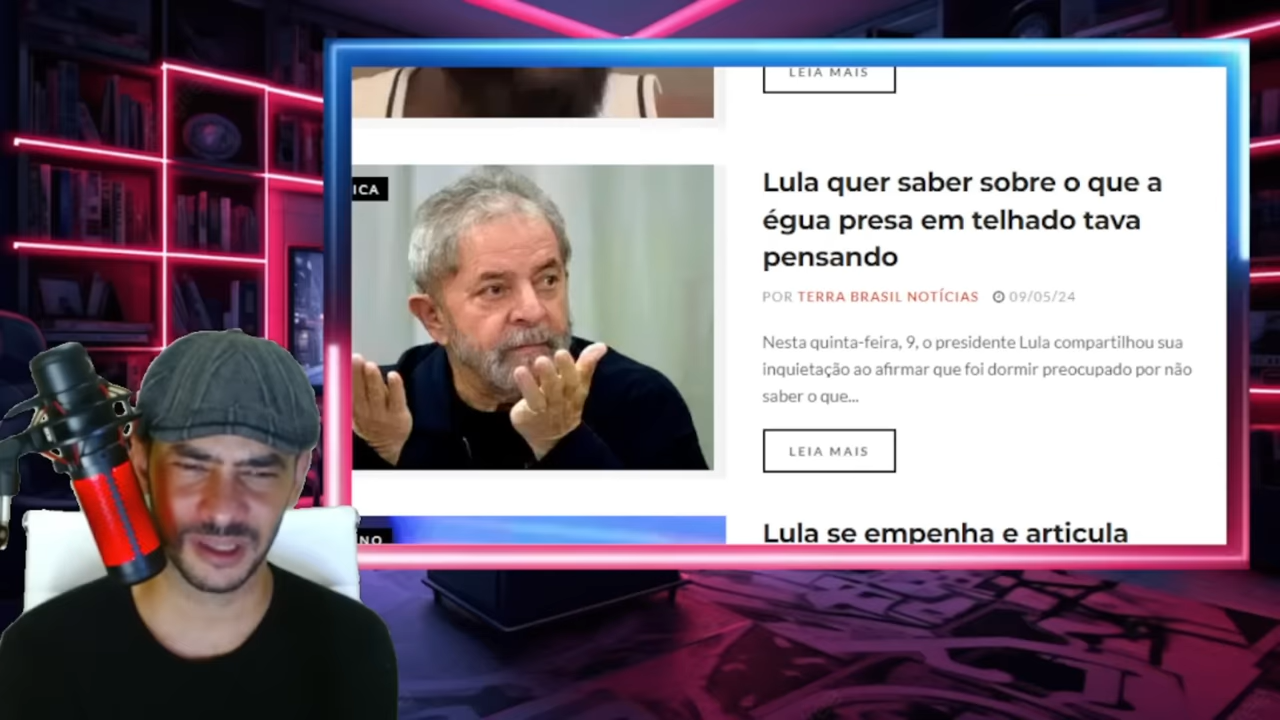 LEIA MAIS
ICA
Lula quer saber sobre o que a
égua presa em telhado tava
pensando
POR TERRA BRASIL NOTÍCIAS 09/05/24
Nesta quinta-feira, 9, o presidente Lula compartilhou sua
inquietação ao afirmar que foi dormir preocupado por não
saber o que...
LEIA MAIS
NO
Lula se empenha e articula